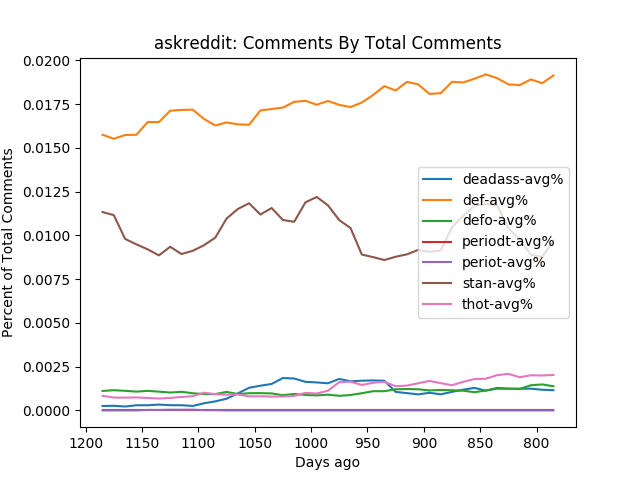 askreddit: Comments By Total Comments
Percent of Total Comments
0.0200
0.0175
0.0150
0.0125
0.0100
0.0075
0.0050
0.0025
0.0000
deadass-avg%
def-avg%
defo-avg%
periodt-avg%
periot-avg%
stan-avg%
thot-avg%
1200 1150 1100 1050 1000 950 900 850 800
Days ago